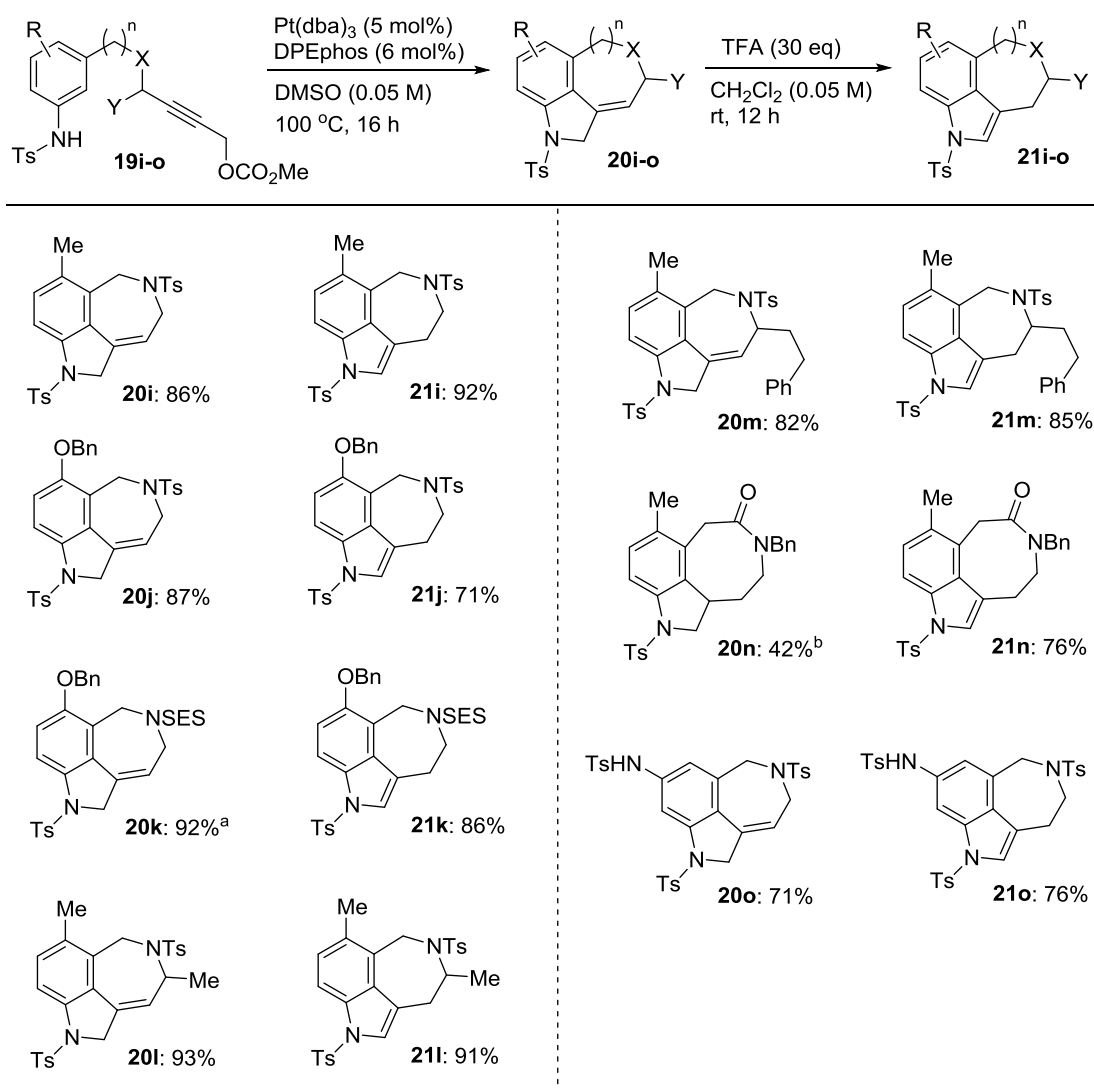 R
( )n
X
Y
NH
Ts
19i-o
OCO2Me
Pt(dba)3 (5 mol%)
DPEphos (6 mol%)
DMSO (0.05 M)
100 oC, 16 h
R
( )n
X
Y
N
Ts
20i-o
TFA (30 eq)
CH2Cl2 (0.05 M)
rt, 12 h
R
( )n
X
Y
N
Ts
21i-o
Me
NTs
N
Ts
20i: 86%
Me
NTs
N
Ts
21i: 92%
OBn
NTs
N
Ts
20j: 87%
OBn
NTs
N
Ts
21j: 71%
OBn
NSES
N
Ts
20k: 92%a
OBn
NSES
N
Ts
21k: 86%
Me
NTs
Me
N
Ts
20l: 93%
Me
NTs
Me
N
Ts
21l: 91%
Me
NTs
Ph
N
Ts
20m: 82%
Me
NTs
Ph
N
Ts
21m: 85%
Me
O
NBn
N
Ts
20n: 42%b
Me
O
NBn
N
Ts
21n: 76%
TsHN
NTs
N
Ts
20o: 71%
TsHN
NTs
N
Ts
21o: 76%